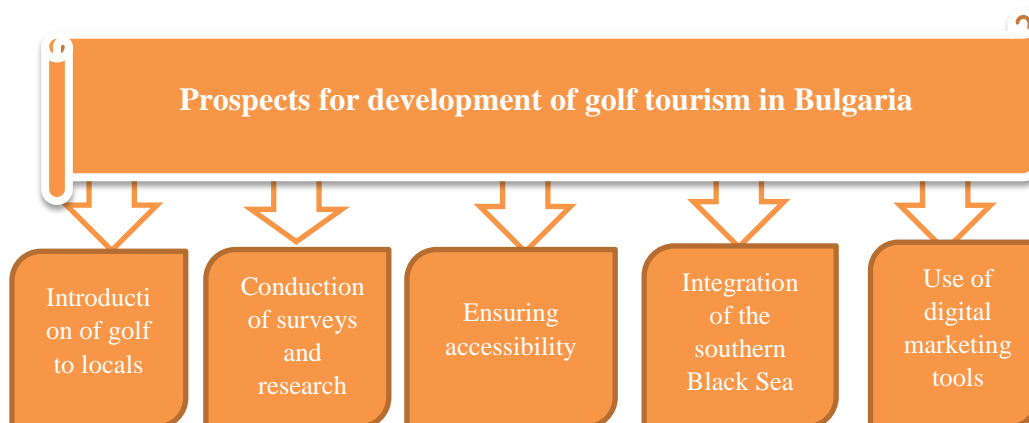 Prospects for development of golf tourism in Bulgaria
Introducti
on of golf
to locals
Conduction
of surveys
and
research
Ensuring
accessibility
Integration
of the
southern
Black Sea
Use of
digital
marketing
tools